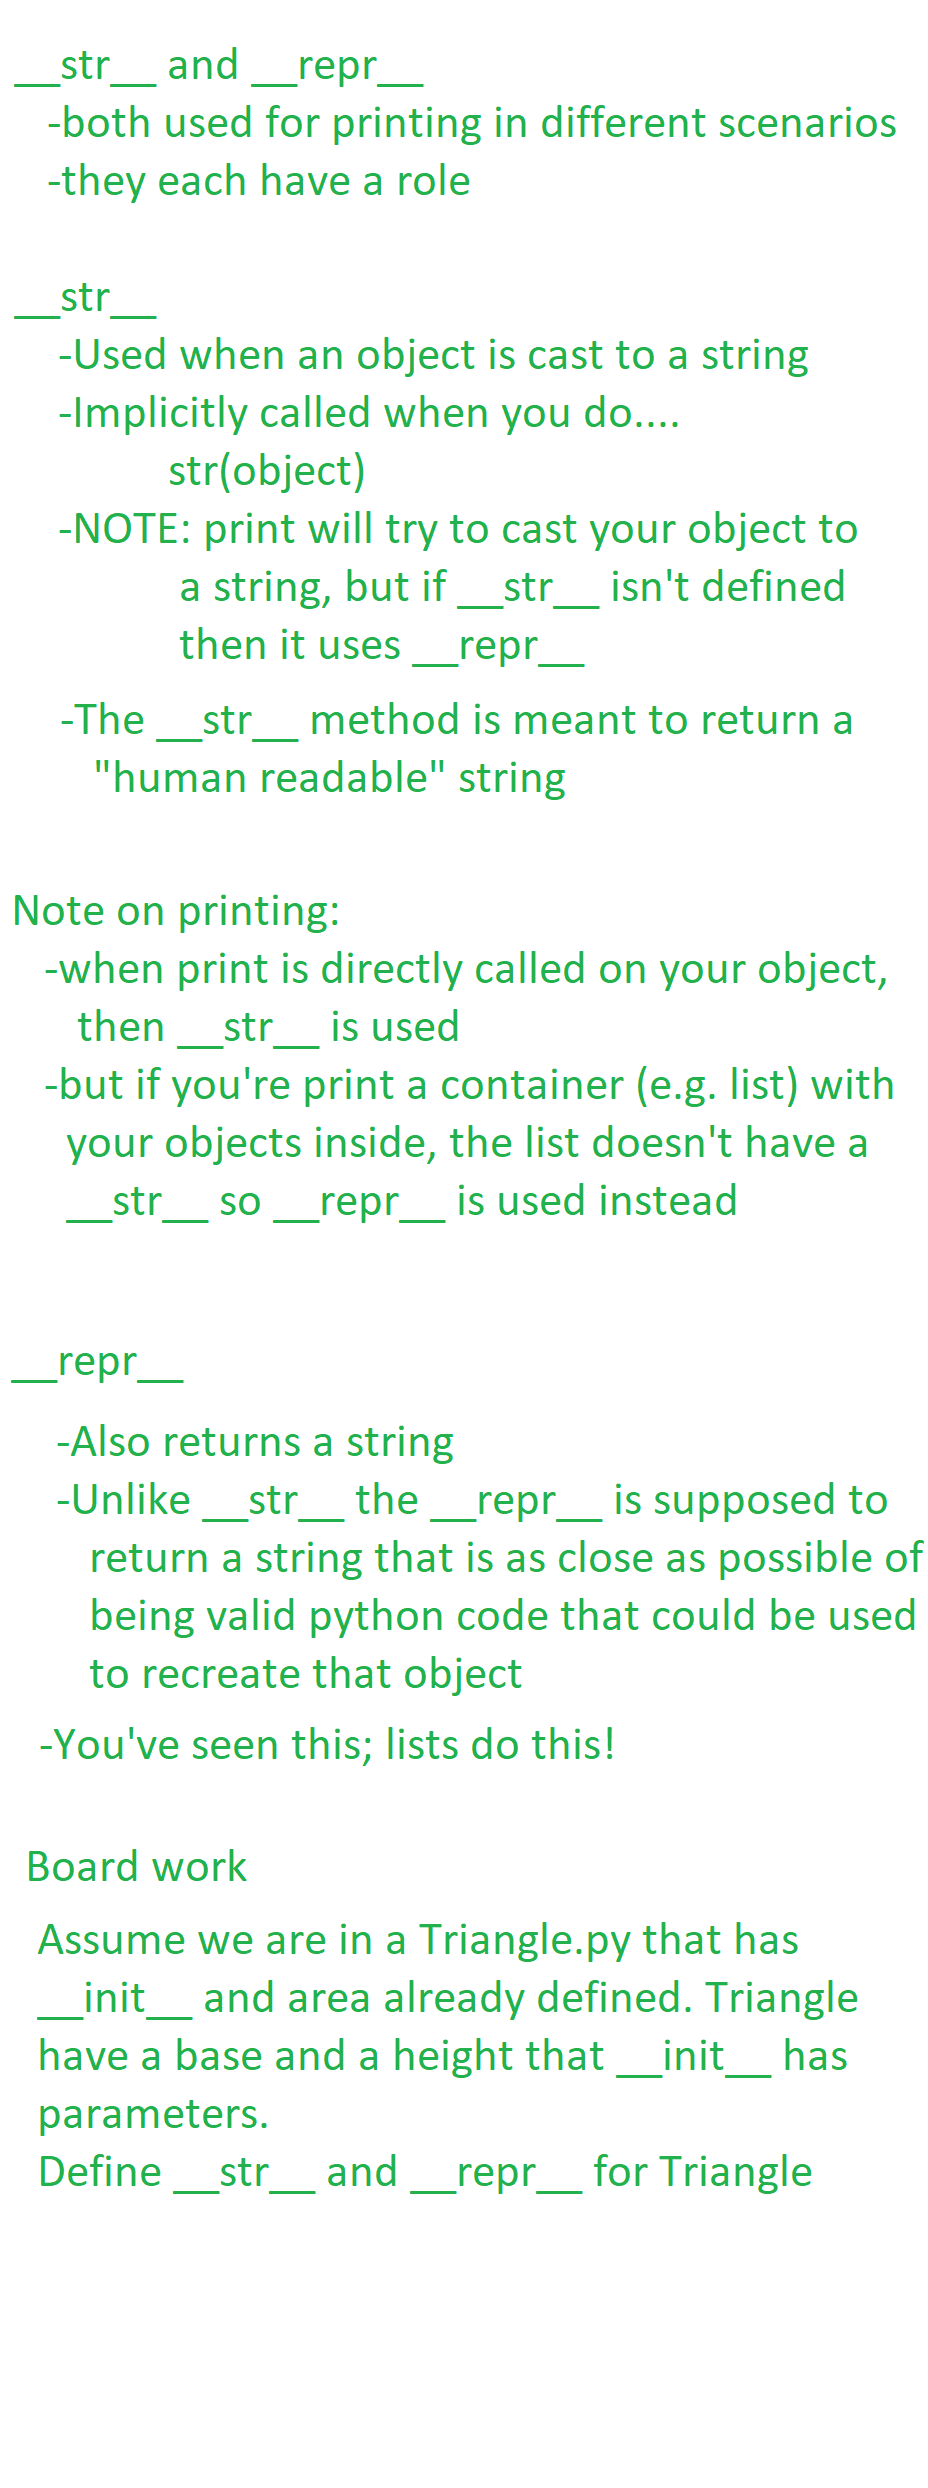 __str__ and __repr__
-both used for printing in different scenarios
-they each have a role
__str__
-Used when an object is cast to a string
-Implicitly called when you do....
str(object)
-NOTE: print will try to cast your object to
a string, but if __str__ isn't defined
then it uses __repr__
-The __str__ method is meant to return a
"human readable" string
Note on printing:
-when print is directly called on your object,
then __str__ is used
-but if you're print a container (e.g. list) with
your objects inside, the list doesn't have a
__str__ so __repr__ is used instead
__repr__
-Also returns a string
-Unlike __str__ the __repr__ is supposed to
return a string that is as close as possible of
being valid python code that could be used
to recreate that object
-You've seen this; lists do this!
Board work
Assume we are in a Triangle.py that has
__init__ and area already defined. Triangle
have a base and a height that __init__ has
parameters.
Define __str__ and __repr__ for Triangle